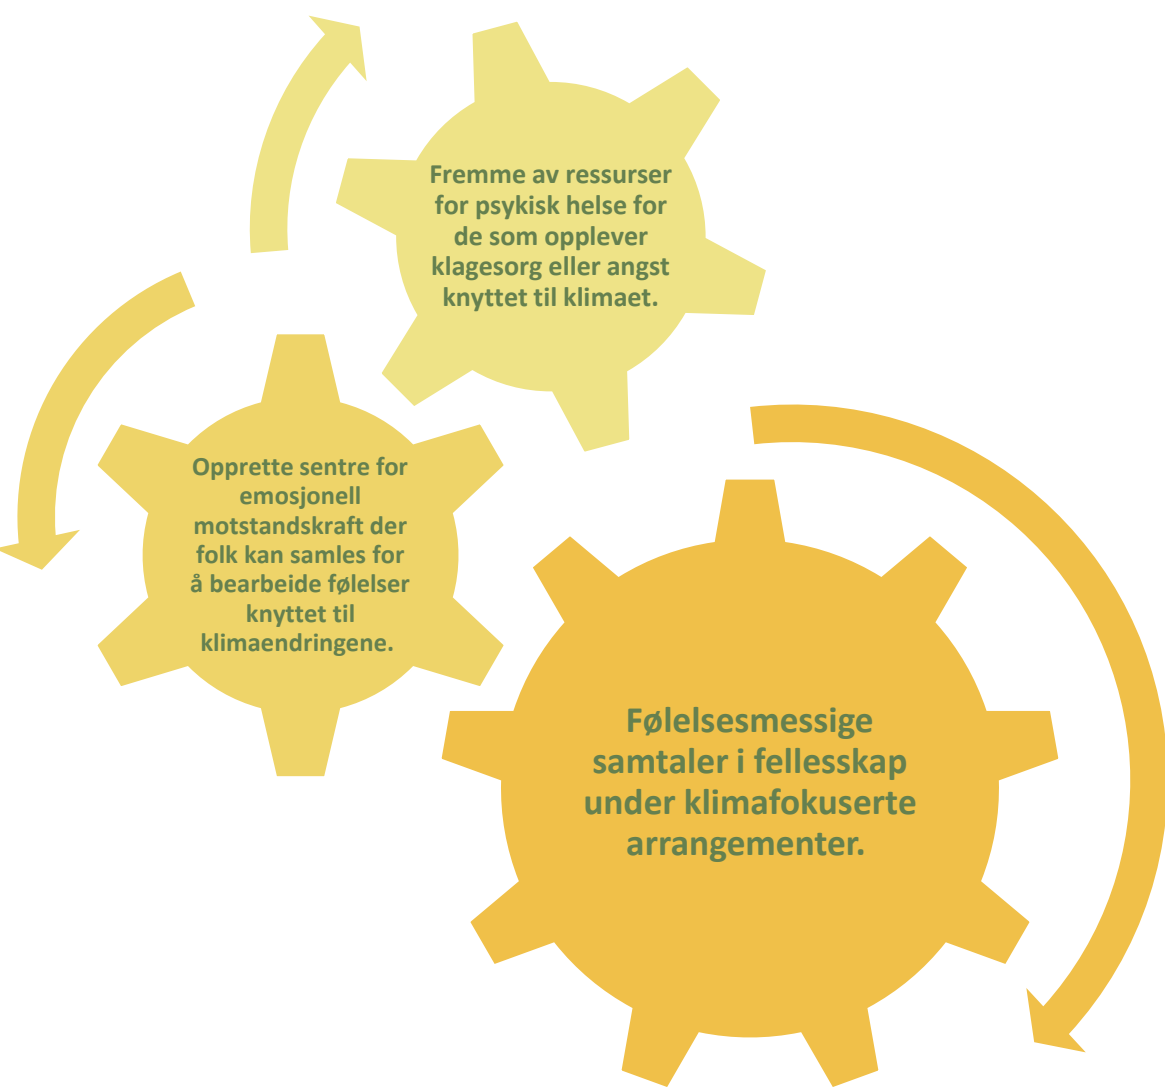 Fremme av ressurser
for psykisk helse for
de som opplever
klagesorg eller angst
knyttet til klimaet.
Opprette sentre for
emosjonell
motstandskraft der
folk kan samles for
å bearbeide følelser
knyttet til
klimaendringene.
Følelsesmessige
samtaler i fellesskap
under klimafokuserte
arrangementer.